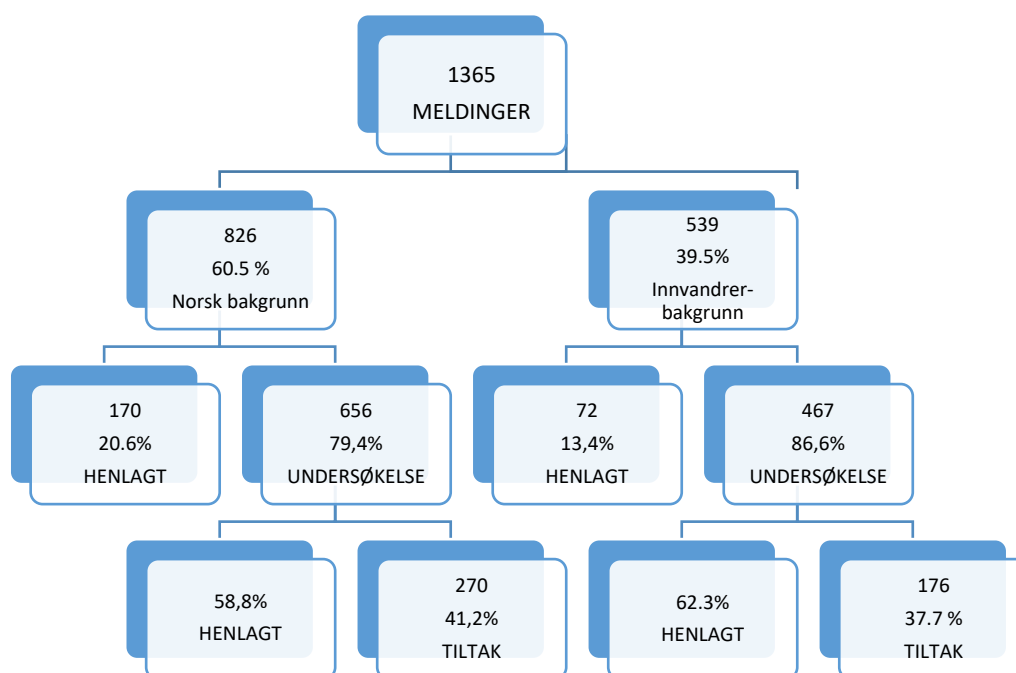 1365
MELDINGER
826
60.5 %
Norsk bakgrunn
539
39.5%
Innvandrer-
bakgrunn
170
20.6%
HENLAGT
656
79,4%
UNDERSØKELSE
72
13,4%
HENLAGT
467
86,6%
UNDERSØKELSE
58,8%
HENLAGT
270
41,2%
TILTAK
62.3%
HENLAGT
176
37.7 %
TILTAK